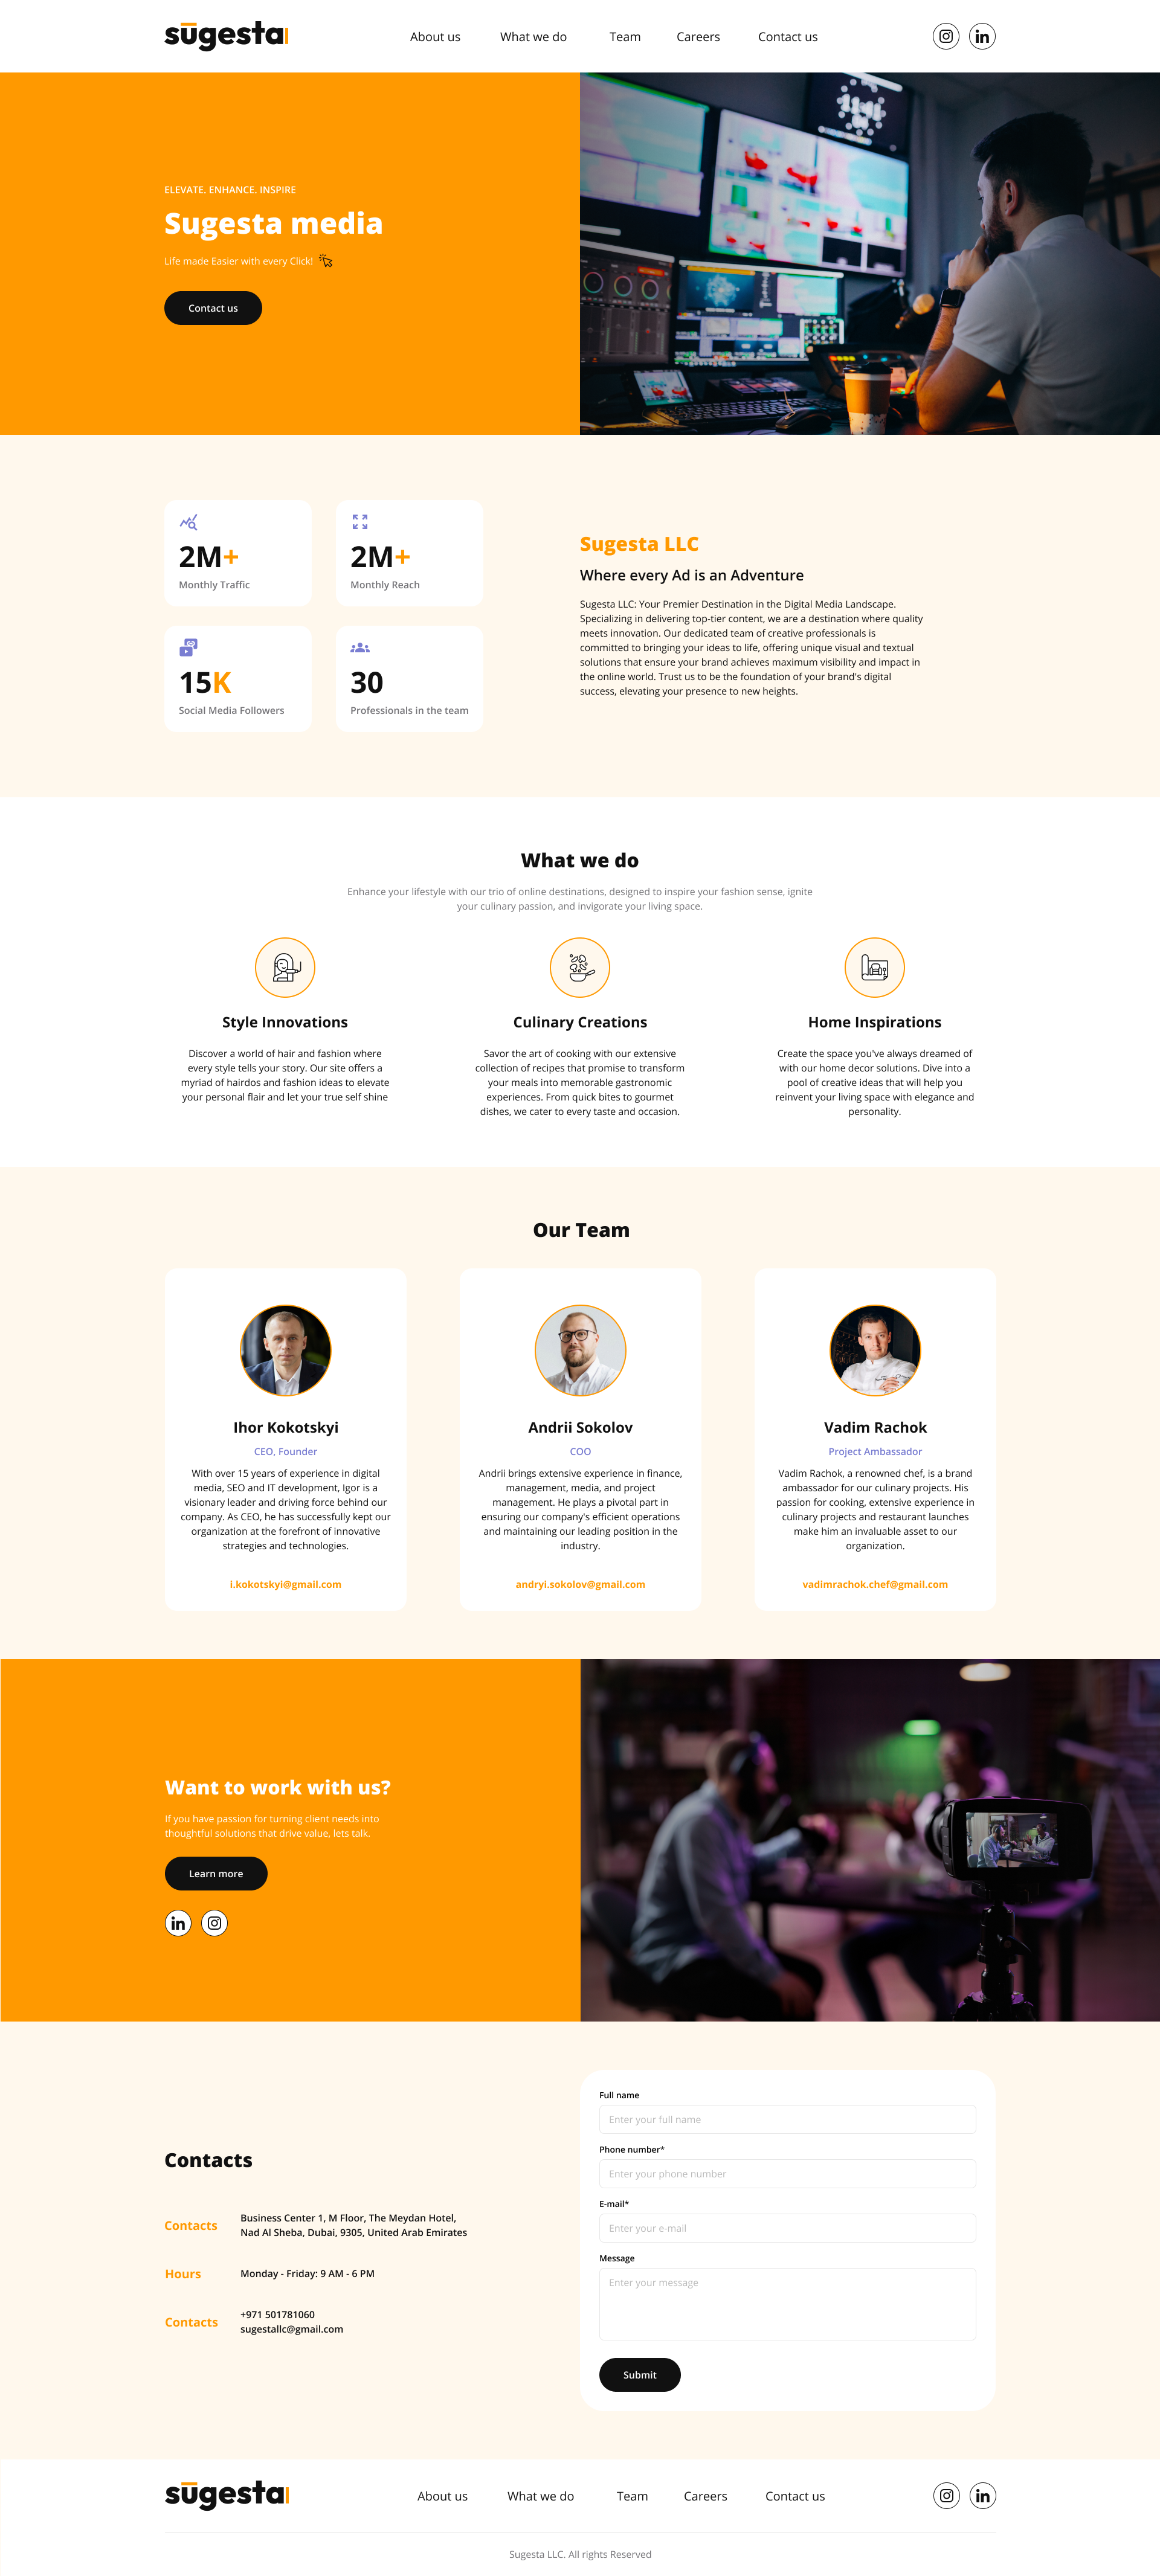 sūgesta
About us
What we do
Team
Careers
Contact us
ELEVATE. ENHANCE. INSPIRE
Sugesta media
Life made Easier with every Click!
Contact us
2M+
Monthly Traffic
2M+
Monthly Reach
15K
Social Media Followers
30
Professionals in the team
Sugesta LLC
Where every Ad is an Adventure
Sugesta LLC: Your Premier Destination in the Digital Media Landscape.
Specializing in delivering top-tier content, we are a destination where quality
meets innovation. Our dedicated team of creative professionals is
committed to bringing your ideas to life, offering unique visual and textual
solutions that ensure your brand achieves maximum visibility and impact in
the online world. Trust us to be the foundation of your brand's digital
success, elevating your presence to new heights.
What we do
Enhance your lifestyle with our trio of online destinations, designed to inspire your fashion sense, ignite
your culinary passion, and invigorate your living space.
Style Innovations
Discover a world of hair and fashion where
every style tells your story. Our site offers a
myriad of hairdos and fashion ideas to elevate
your personal flair and let your true self shine
Culinary Creations
Savor the art of cooking with our extensive
collection of recipes that promise to transform
your meals into memorable gastronomic
experiences. From quick bites to gourmet
dishes, we cater to every taste and occasion.
Home Inspirations
Create the space you've always dreamed of
with our home decor solutions. Dive into a
pool of creative ideas that will help you
reinvent your living space with elegance and
personality.
Our Team
Ihor Kokotskyi
CEO, Founder
With over 15 years of experience in digital
media, SEO and IT development, Igor is a
visionary leader and driving force behind our
company. As CEO, he has successfully kept our
organization at the forefront of innovative
strategies and technologies.
i.kokotskyi@gmail.com
Andrii Sokolov
COO
Andrii brings extensive experience in finance,
management, media, and project
management. He plays a pivotal part in
ensuring our company's efficient operations
and maintaining our leading position in the
industry.
andryi.sokolov@gmail.com
Vadim Rachok
Project Ambassador
Vadim Rachok, a renowned chef, is a brand
ambassador for our culinary projects. His
passion for cooking, extensive experience in
culinary projects and restaurant launches
make him an invaluable asset to our
organization.
vadimrachok.chef@gmail.com
Want to work with us?
If you have passion for turning client needs into
thoughtful solutions that drive value, lets talk.
Learn more
in
Contacts
Contacts
Business Center 1, M Floor, The Meydan Hotel,
Nad Al Sheba, Dubai, 9305, United Arab Emirates
Hours
Monday - Friday: 9 AM - 6 PM
Contacts
+971 501781060
sugestallc@gmail.com
Full name
Enter your full name
Phone number*
Enter your phone number
E-mail*
Enter your e-mail
Message
Enter your message
Submit
sūgesta
About us
What we do
Team
Careers
Contact us
in
Sugesta LLC. All rights Reserved